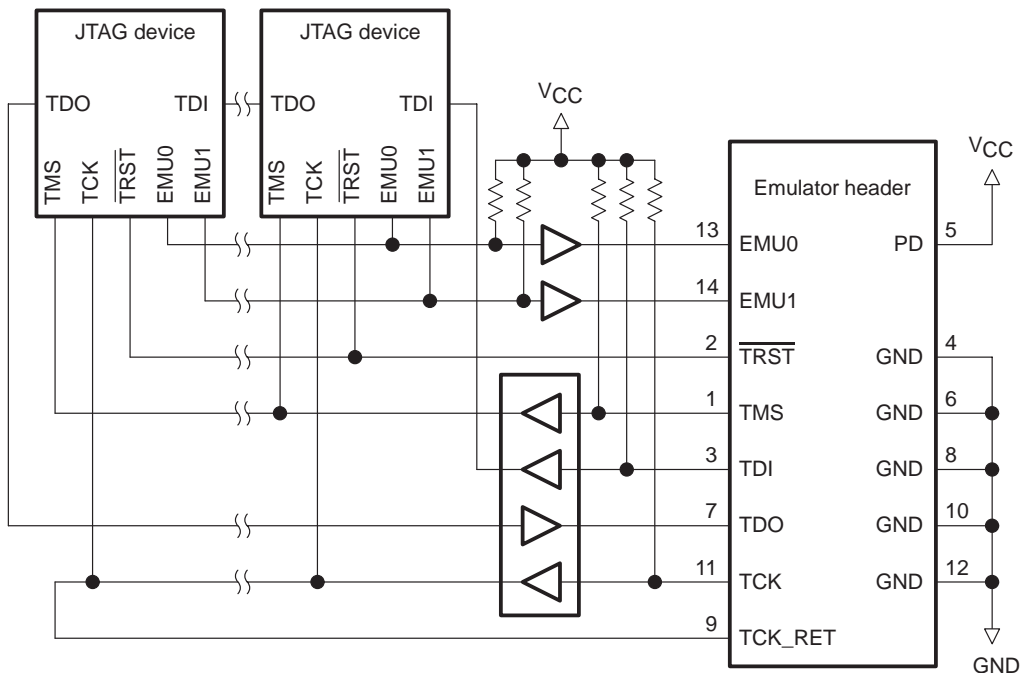 JTAG device
JTAG device
TDO
TDI
TDO
TDI
TMS
TCK
TRST
EMU0
EMU1
TMS
TCK
TRST
EMU0
EMU1
VCC
VCC
Emulator header
13
EMU0
PD
5
14
EMU1
2
TRST
GND
4
1
TMS
GND
6
3
TDI
GND
8
7
TDO
GND
10
11
TCK
GND
12
9
TCK_RET
GND